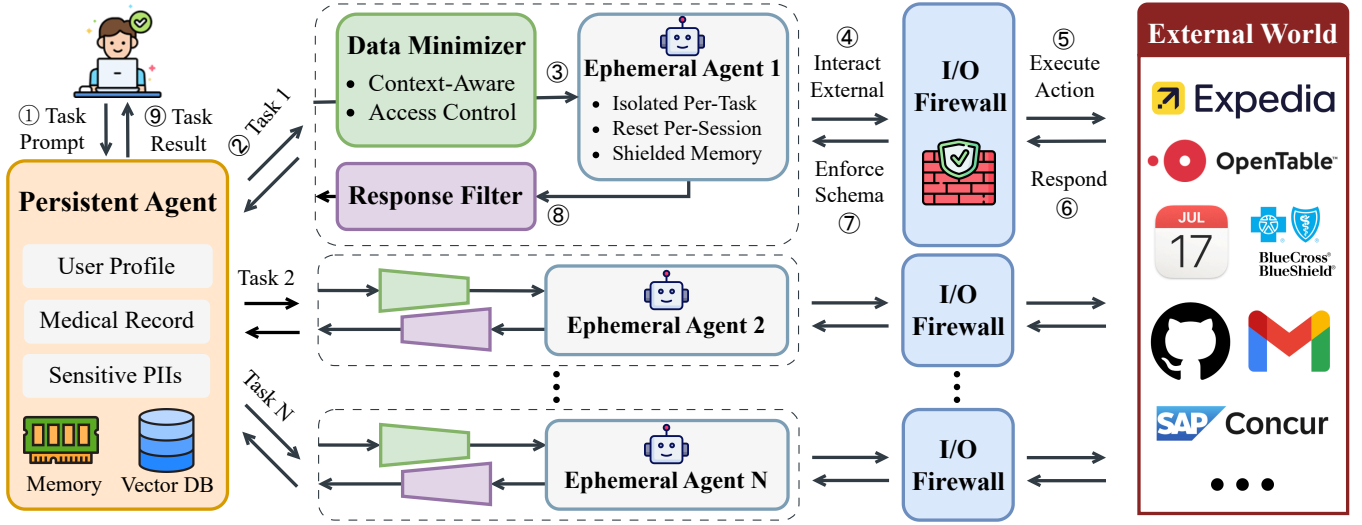 ① Task
Prompt
⑨ Task
Result
Persistent Agent
User Profile
Medical Record
Sensitive PIIs
Memory
Vector DB
② Task 1
Task 2
Task N
Data Minimizer
• Context-Aware
• Access Control
③
Ephemeral Agent 1
• Isolated Per-Task
• Reset Per-Session
• Shielded Memory
Response Filter
⑧
Ephemeral Agent 2
Ephemeral Agent N
④
Interact
External
Enforce
Schema
⑦
I/O
Firewall
I/O
Firewall
I/O
Firewall
⑤
Execute
Action
Respond
⑥
External World
Expedia
OpenTable™
JUL
17
BlueCross®
BlueShield®
SAP Concur